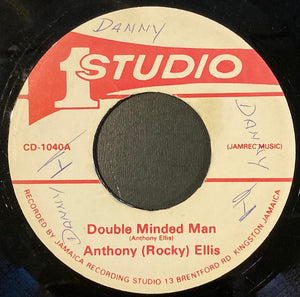 DANNY
1 STUDIO
DANNY
CD-1040A
(JAMREC MUSIC)
DANNY
Double Minded Man
(Anthony Ellis)
Anthony (Rocky) Ellis
RECORDED BY JAMAICA RECORDING STUDIO 13 BRENTFORD RD. KINGSTON JAMAICA